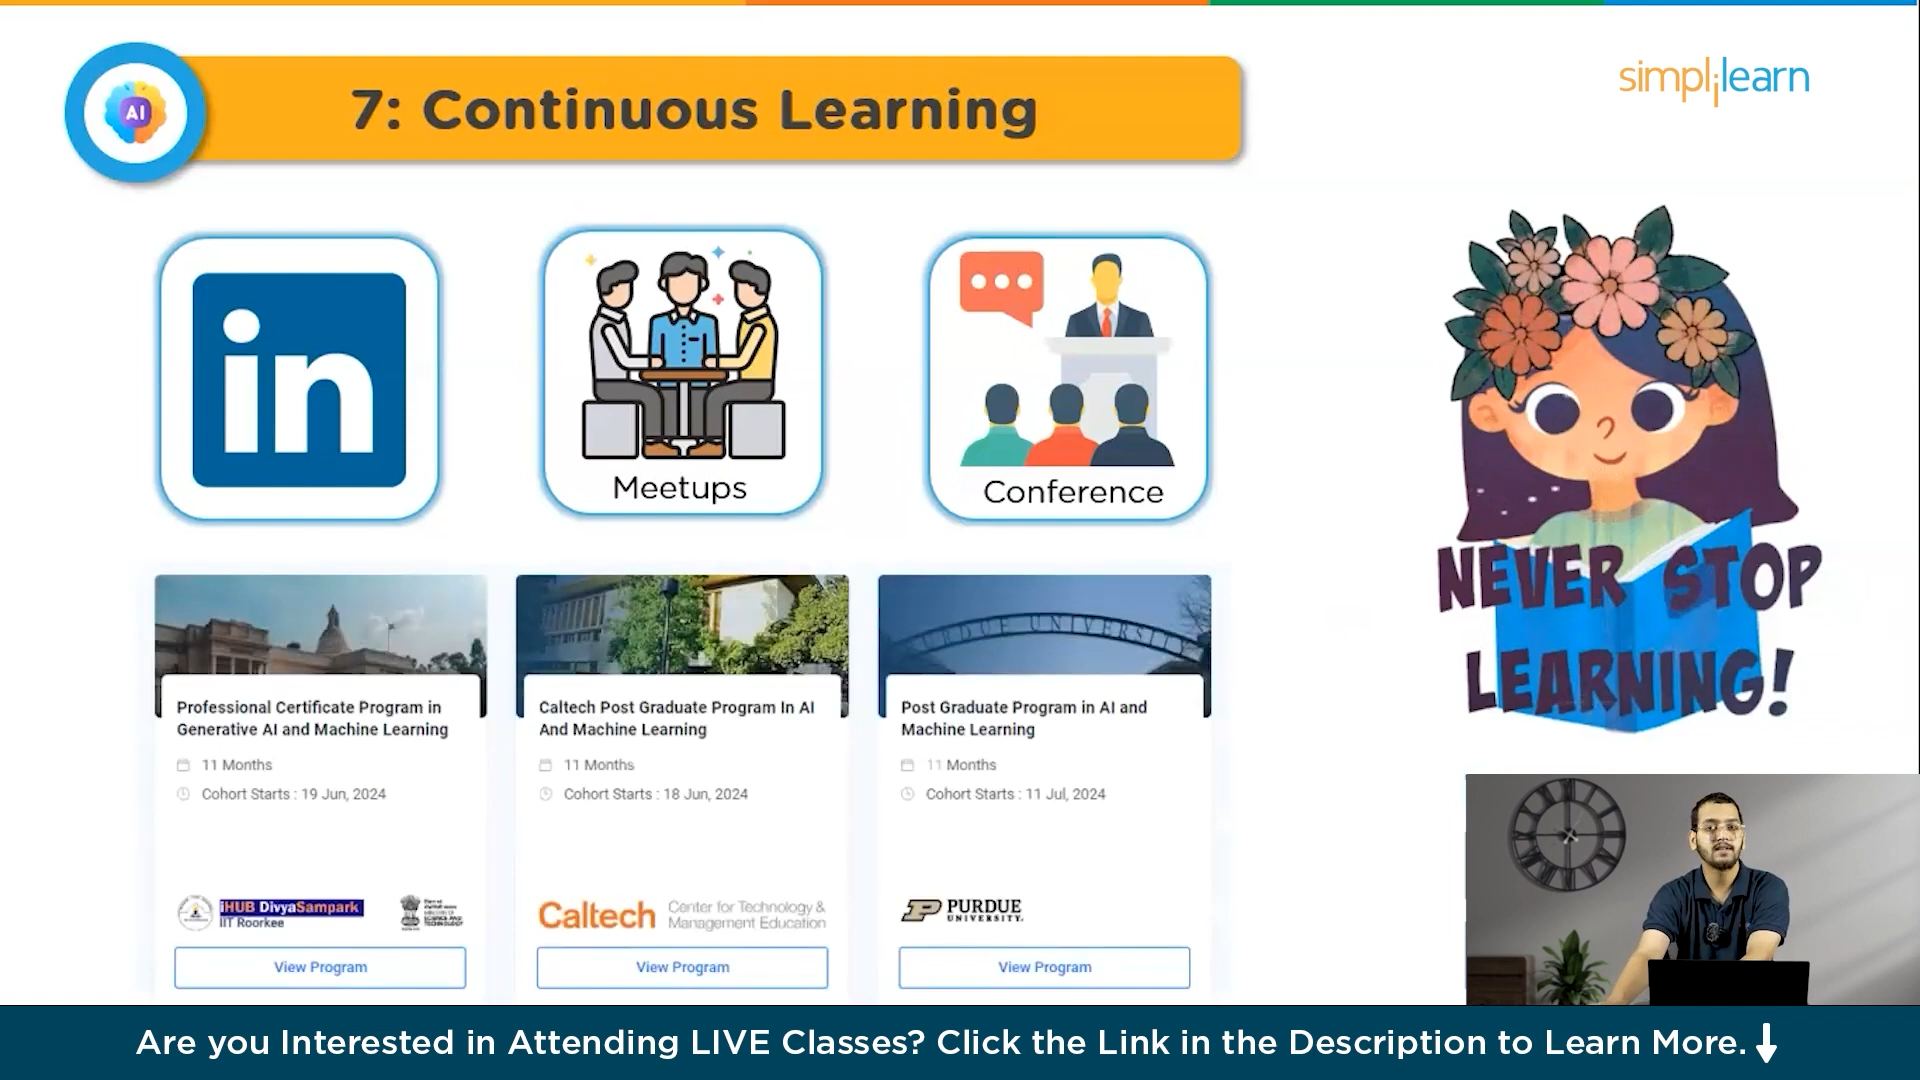 AI
7: Continuous Learning
simplilearn
in
Meetups
Conference
NEVER STOP
LEARNING!
PURDUE UNIVERSITY
Professional Certificate Program in
Generative AI and Machine Learning
11 Months
Cohort Starts : 19 Jun, 2024
iHUB DivyaSampark
IIT Roorkee
View Program
Caltech Post Graduate Program In AI
And Machine Learning
11 Months
Cohort Starts : 18 Jun, 2024
Caltech
Center for Technology &
Management Education
View Program
Post Graduate Program in AI and
Machine Learning
11 Months
Cohort Starts : 11 Jul, 2024
PURDUE
UNIVERSITY.
View Program
Are you Interested in Attending LIVE Classes? Click the Link in the Description to Learn More.